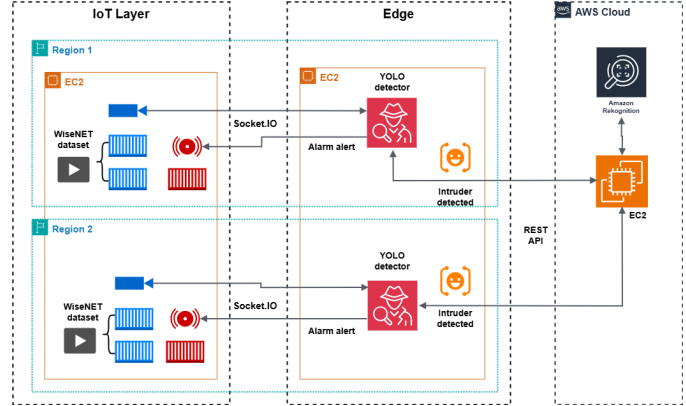 IoT Layer
Edge
aws
AWS Cloud
Region 1
EC2
EC2
YOLO
detector
Socket.IO
WiseNET
dataset
Alarm alert
Amazon
Rekognition
Intruder
detected
EC2
Region 2
REST
API
YOLO
detector
WiseNET
dataset
Socket.IO
Intruder
detected
Alarm alert